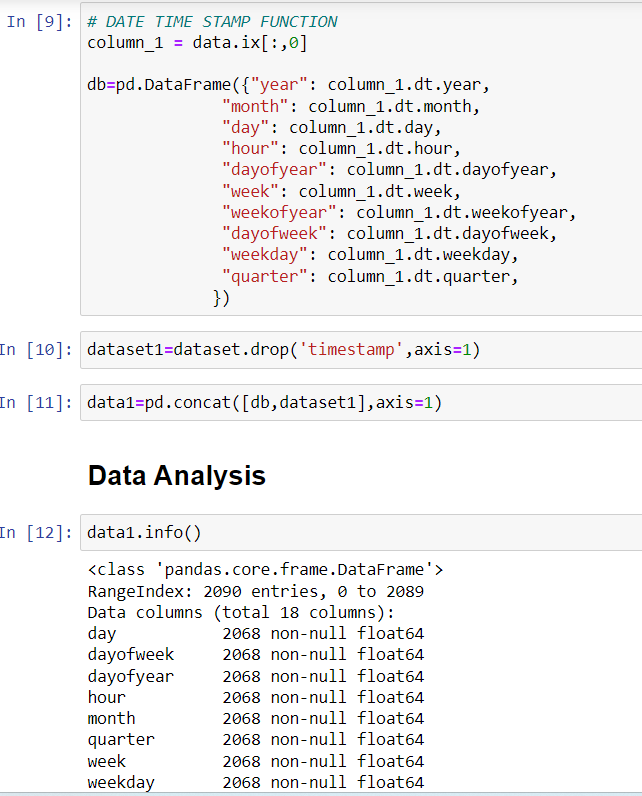 In [9]: # DATE TIME STAMP FUNCTION
column_1 = data.ix[:,0]
db=pd.DataFrame({"year": column_1.dt.year,
"month": column_1.dt.month,
"day": column_1.dt.day,
"hour": column_1.dt.hour,
"dayofyear": column_1.dt.dayofyear,
"week": column_1.dt.week,
"weekofyear": column_1.dt.weekofyear,
"dayofweek": column_1.dt.dayofweek,
"weekday": column_1.dt.weekday,
"quarter": column_1.dt.quarter,
})
In [10]: dataset1=dataset.drop('timestamp',axis=1)
In [11]: data1=pd.concat([db,dataset1],axis=1)
Data Analysis
In [12]: data1.info()
<class 'pandas.core.frame.DataFrame'>
RangeIndex: 2090 entries, 0 to 2089
Data columns (total 18 columns):
day 2068 non-null float64
dayofweek 2068 non-null float64
dayofyear 2068 non-null float64
hour 2068 non-null float64
month 2068 non-null float64
quarter 2068 non-null float64
week 2068 non-null float64
weekday 2068 non-null float64